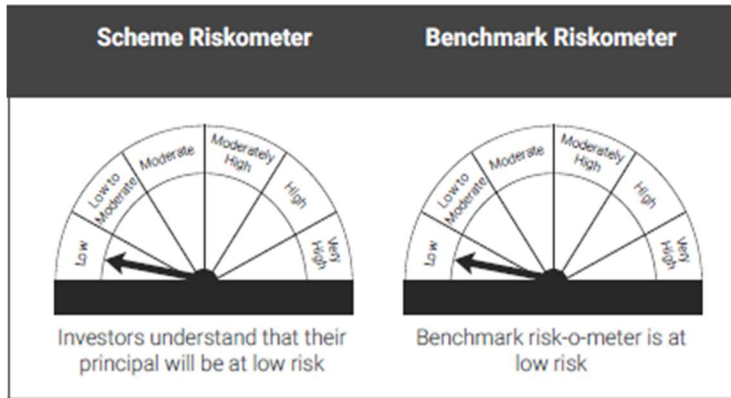 Scheme Riskometer
Benchmark Riskometer
Low
Low to
Moderate
Moderate
Moderately
High
High
Very
High
Investors understand that their
principal will be at low risk
Low
Low to
Moderate
Moderate
Moderately
High
High
Very
High
Benchmark risk-o-meter is at
low risk